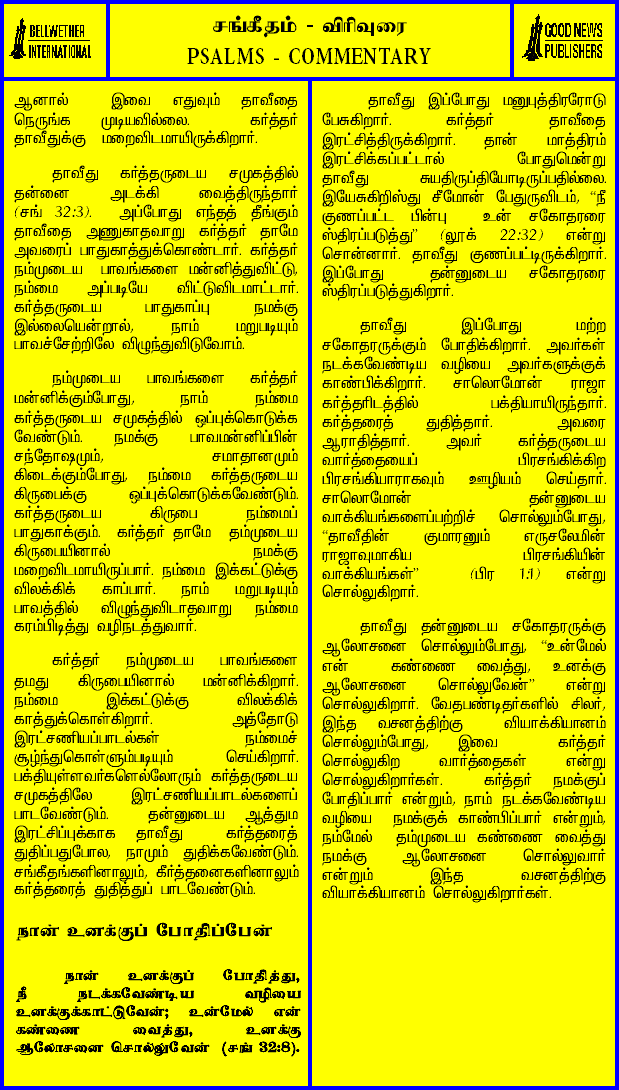 BELLWETHER
INTERNATIONAL
சங்கீதம் - விரிவுரை
PSALMS - COMMENTARY
GOOD NEWS
PUBLISHERS
ஆனால் இவை எதுவும் தாவீதை
நெருங்க முடியவில்லை. கர்த்தர்
தாவீதுக்கு மறைவிடமாயிருக்கிறார்.
தாவீது கர்த்தருடைய சமுகத்தில்
தன்னை அடக்கி வைத்திருந்தார்
(சங் 32:3). அப்போது எந்தத் தீங்கும்
தாவீதை அணுகாதவாறு கர்த்தர் தாமே
அவரைப் பாதுகாத்துக்கொண்டார். கர்த்தர்
நம்முடைய பாவங்களை மன்னித்துவிட்டு,
நம்மை அப்படியே விட்டுவிடமாட்டார்.
கர்த்தருடைய பாதுகாப்பு நமக்கு
இல்லையென்றால், நாம் மறுபடியும்
பாவச்சேற்றிலே விழுந்துவிடுவோம்.
நம்முடைய பாவங்களை கர்த்தர்
மன்னிக்கும்போது, நாம் நம்மை
கர்த்தருடைய சமுகத்தில் ஒப்புக்கொடுக்க
வேண்டும். நமக்கு பாவமன்னிப்பின்
சந்தோஷமும், சமாதானமும்
கிடைக்கும்போது, நம்மை கர்த்தருடைய
கிருபைக்கு ஒப்புக்கொடுக்கவேண்டும்.
கர்த்தருடைய கிருபை நம்மைப்
பாதுகாக்கும். கர்த்தர் தாமே தம்முடைய
கிருபையினால் நமக்கு
மறைவிடமாயிருப்பார். நம்மை இக்கட்டுக்கு
விலக்கிக் காப்பார். நாம் மறுபடியும்
பாவத்தில் விழுந்துவிடாதவாறு நம்மை
கரம்பிடித்து வழிநடத்துவார்.
கர்த்தர் நம்முடைய பாவங்களை
தமது கிருபையினால் மன்னிக்கிறார்.
நம்மை இக்கட்டுக்கு விலக்கிக்
காத்துக்கொள்கிறார். அத்தோடு
இரட்சணியப்பாடல்கள் நம்மைச்
சூழ்ந்துகொள்ளும்படியும் செய்கிறார்.
பக்தியுள்ளவர்களெல்லோரும் கர்த்தருடைய
சமுகத்திலே இரட்சணியப்பாடல்களைப்
பாடவேண்டும். தன்னுடைய ஆத்தும
இரட்சிப்புக்காக தாவீது கர்த்தரைத்
துதிப்பதுபோல, நாமும் துதிக்கவேண்டும்.
சங்கீதங்களினாலும், கீர்த்தனைகளினாலும்
கர்த்தரைத் துதித்துப் பாடவேண்டும்.
நான் உனக்குப் போதிப்பேன்
நான் உனக்குப் போதித்து,
நீ நடக்கவேண்டிய வழியை
உனக்குக்காட்டுவேன்; உன்மேல் என்
கண்ணை வைத்து, உனக்கு
ஆலோசனை சொல்லுவேன் (சங் 32:8).
தாவீது இப்போது மனுபுத்திரரோடு
பேசுகிறார். கர்த்தர் தாவீதை
இரட்சித்திருக்கிறார். தான் மாத்திரம்
இரட்சிக்கப்பட்டால் போதுமென்று
தாவீது சுயதிருப்தியோடிருப்பதில்லை.
இயேசுகிறிஸ்து சீமோன் பேதுருவிடம், “நீ
குணப்பட்ட பின்பு உன் சகோதரரை
ஸ்திரப்படுத்து” (லூக் 22:32) என்று
சொன்னார். தாவீது குணப்பட்டிருக்கிறார்.
இப்போது தன்னுடைய சகோதரரை
ஸ்திரப்படுத்துகிறார்.
தாவீது இப்போது மற்ற
சகோதரருக்கும் போதிக்கிறார். அவர்கள்
நடக்கவேண்டிய வழியை அவர்களுக்குக்
காண்பிக்கிறார். சாலொமோன் ராஜா
கர்த்தரிடத்தில் பக்தியாயிருந்தார்.
கர்த்தரைத் துதித்தார். அவரை
ஆராதித்தார். அவர் கர்த்தருடைய
வார்த்தையைப் பிரசங்கிக்கிற
பிரசங்கியாராகவும் ஊழியம் செய்தார்.
சாலொமோன் தன்னுடைய
வாக்கியங்களைப்பற்றிச் சொல்லும்போது,
“தாவீதின் குமாரனும் எருசலேமின்
ராஜாவுமாகிய பிரசங்கியின்
வாக்கியங்கள்” (பிர 1:1) என்று
சொல்லுகிறார்.
தாவீது தன்னுடைய சகோதரருக்கு
ஆலோசனை சொல்லும்போது, “உன்மேல்
என் கண்ணை வைத்து, உனக்கு
ஆலோசனை சொல்லுவேன்” என்று
சொல்லுகிறார். வேதபண்டிதர்களில் சிலர்,
இந்த வசனத்திற்கு வியாக்கியானம்
சொல்லும்போது, இவை கர்த்தர்
சொல்லுகிற வார்த்தைகள் என்று
சொல்லுகிறார்கள். கர்த்தர் நமக்குப்
போதிப்பார் என்றும், நாம் நடக்கவேண்டிய
வழியை நமக்குக் காண்பிப்பார் என்றும்,
நம்மேல் தம்முடைய கண்ணை வைத்து
நமக்கு ஆலோசனை சொல்லுவார்
என்றும் இந்த வசனத்திற்கு
வியாக்கியானம் சொல்லுகிறார்கள்.